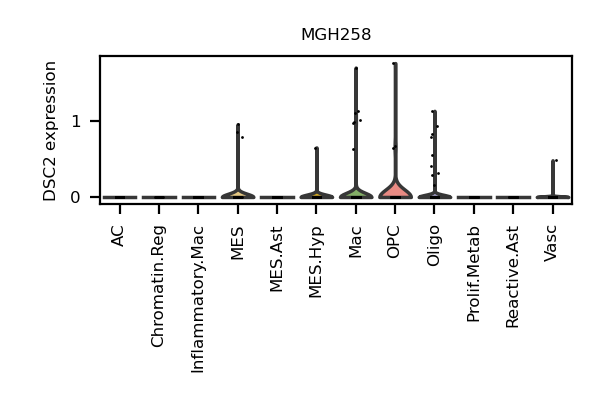 MGH258
DSC2 expression
1
0
AC
Chromatin.Reg
Inflammatory.Mac
MES
MES.Ast
MES.Hyp
Mac
OPC
Oligo
Prolif.Metab
Reactive.Ast
Vasc